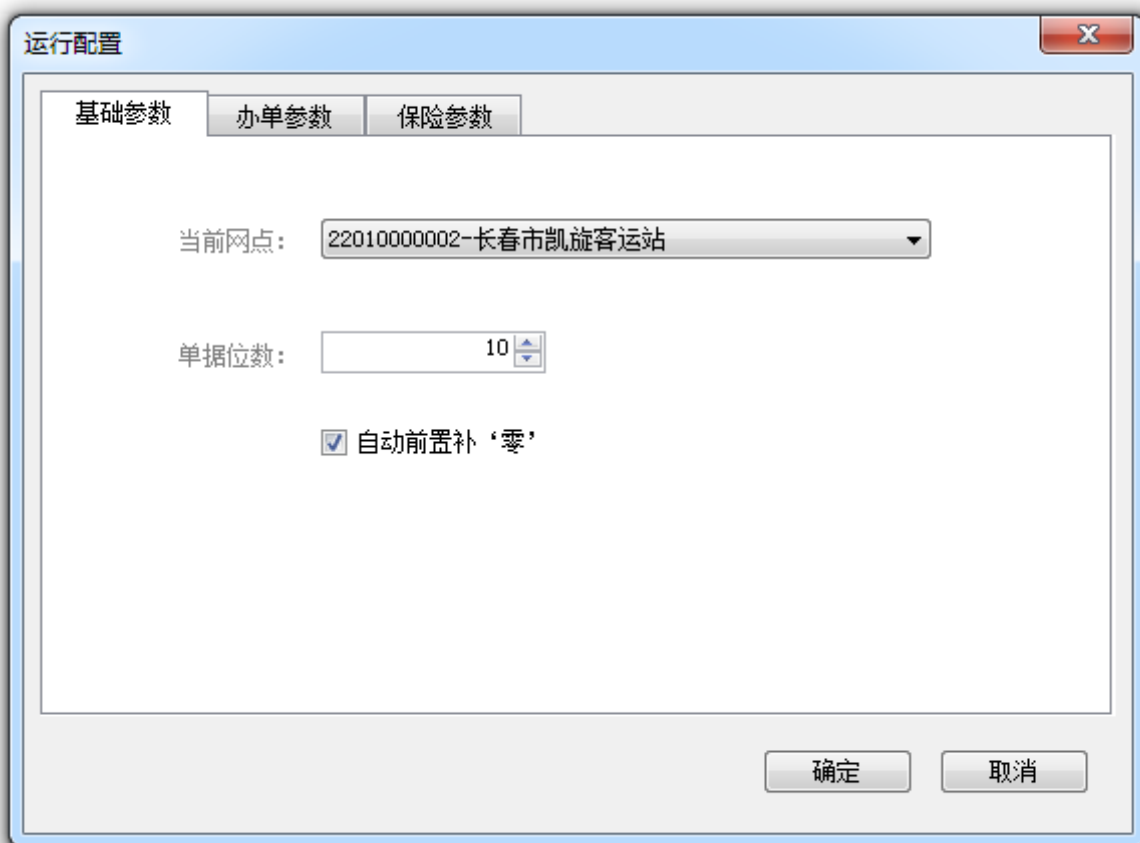 运行配置
基础参数 办单参数 保险参数
当前网点: 22010000002-长春市凯旋客运站
单据位数: 10
自动前置补‘零’
确定 取消